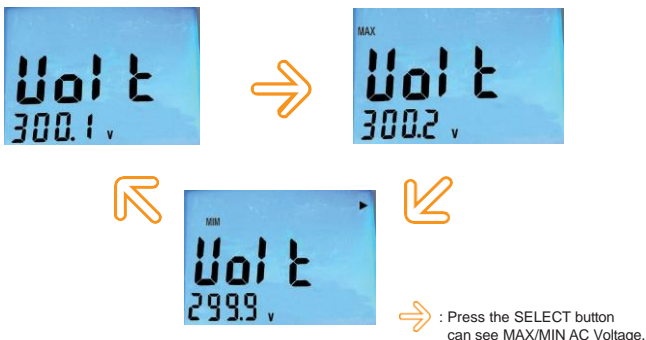 Volt
300.1 v
MAX
Volt
300.2 v
MIM
Volt
299.9 v
: Press the SELECT button
can see MAX/MIN AC Voltage.